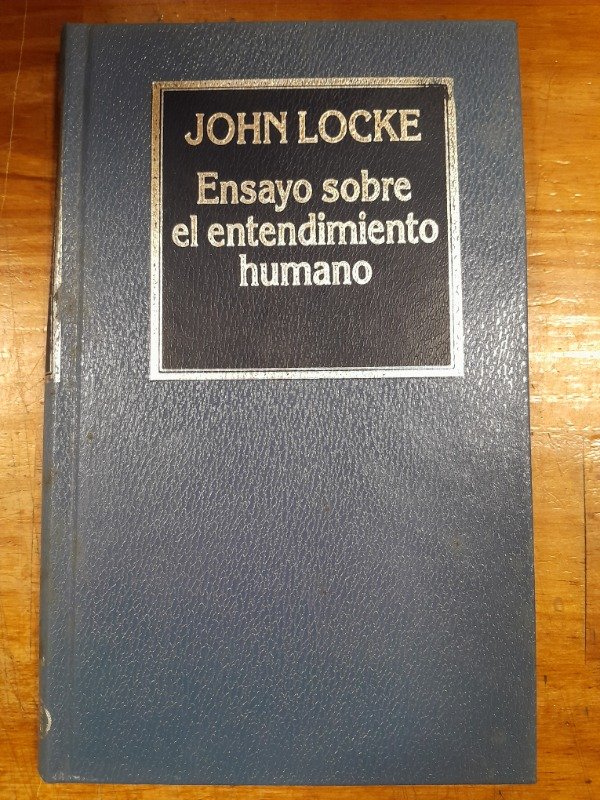 JOHN LOCKE
Ensayo sobre
el entendimiento
humano